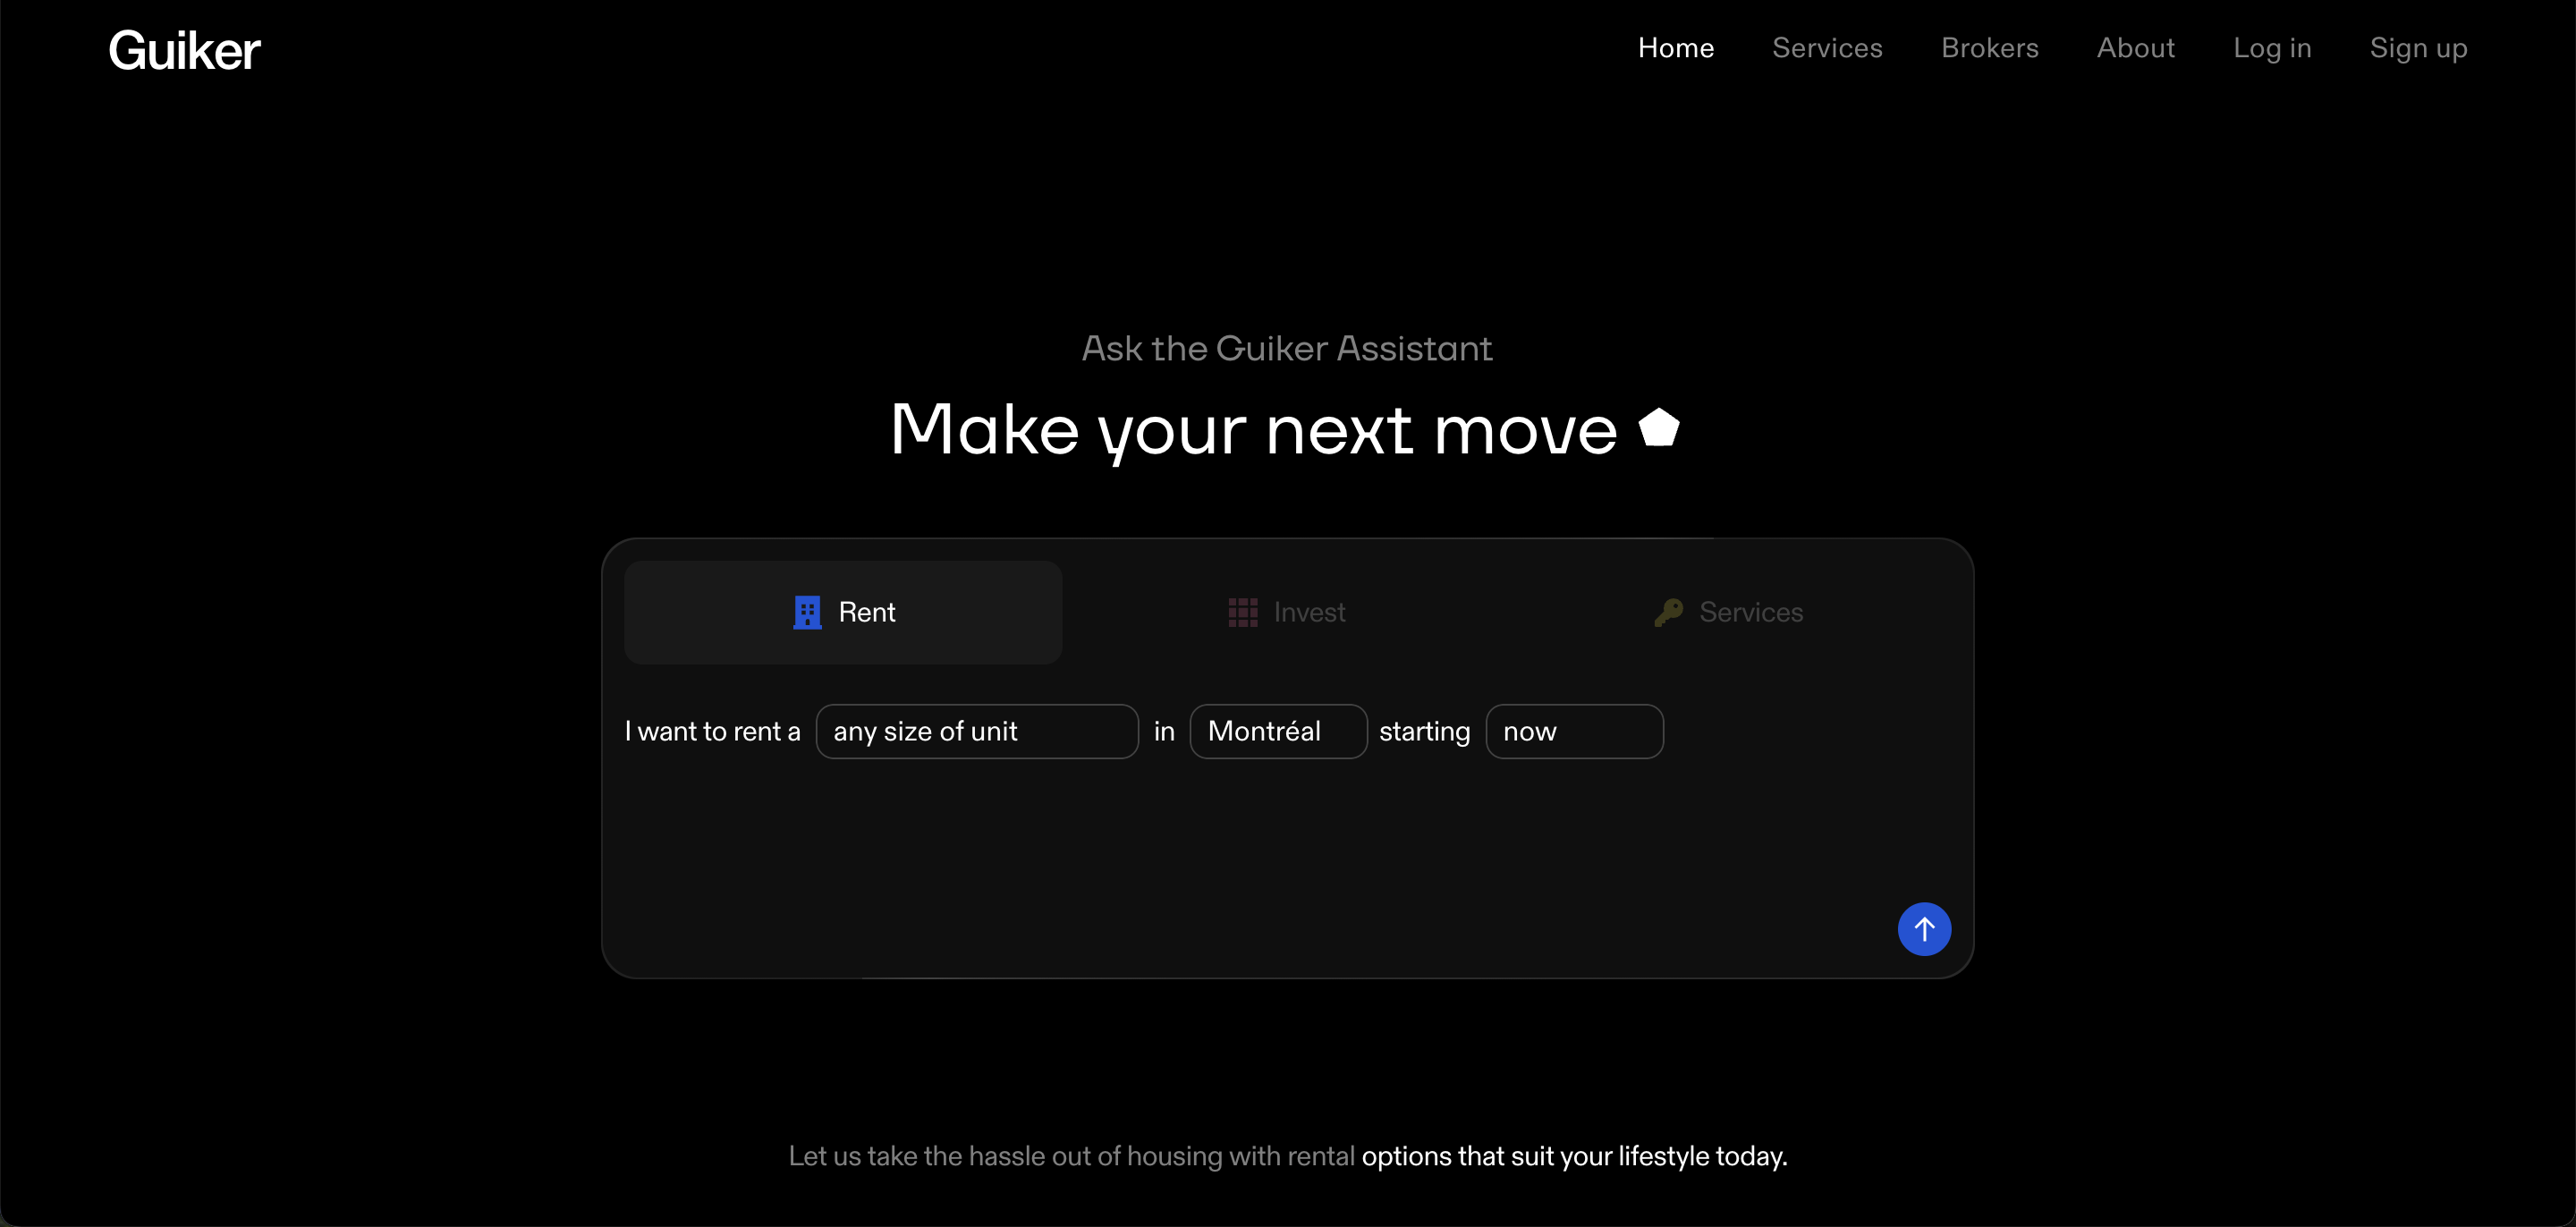 Guiker
Home Services Brokers About Log in Sign up
Ask the Guiker Assistant
Make your next move
Rent Invest Services
I want to rent a any size of unit in Montréal starting now
Let us take the hassle out of housing with rental options that suit your lifestyle today.